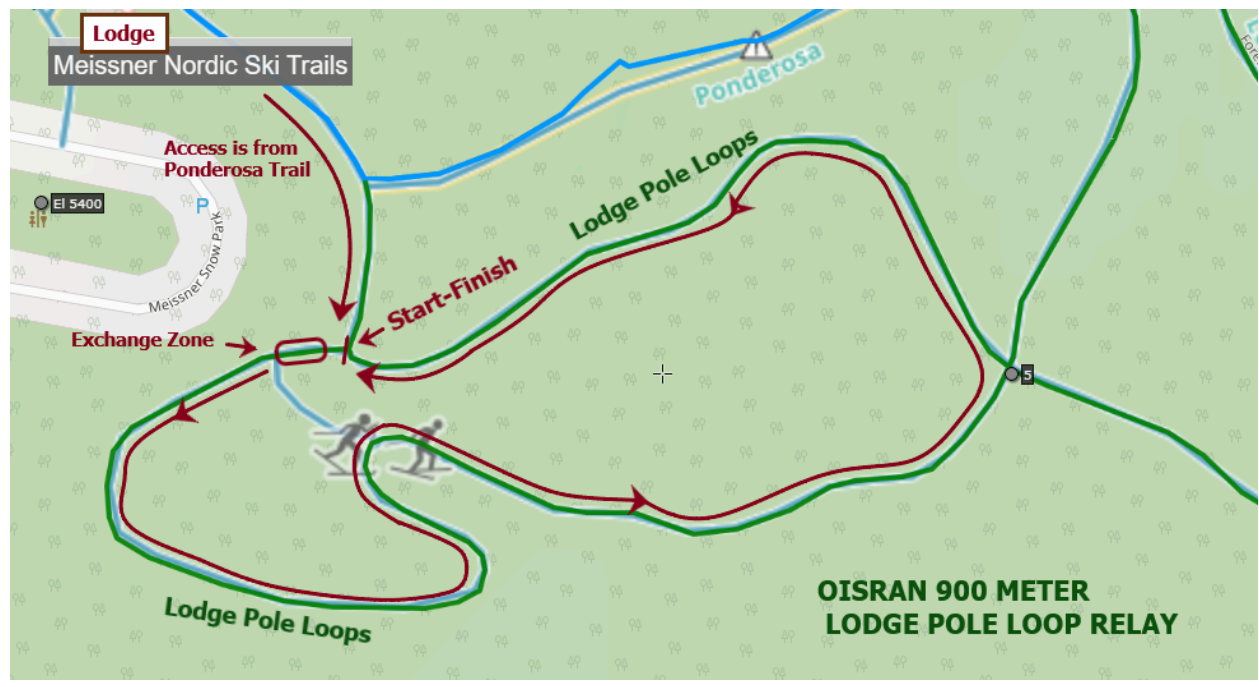 Lodge
Meissner Nordic Ski Trails
Ponderosa
Access is from
Ponderosa Trail
P
El 5400
Meissner Snow Park
Lodge Pole Loops
Start-Finish
Exchange Zone
5
Lodge Pole Loops
OISRAN 900 METER
LODGE POLE LOOP RELAY